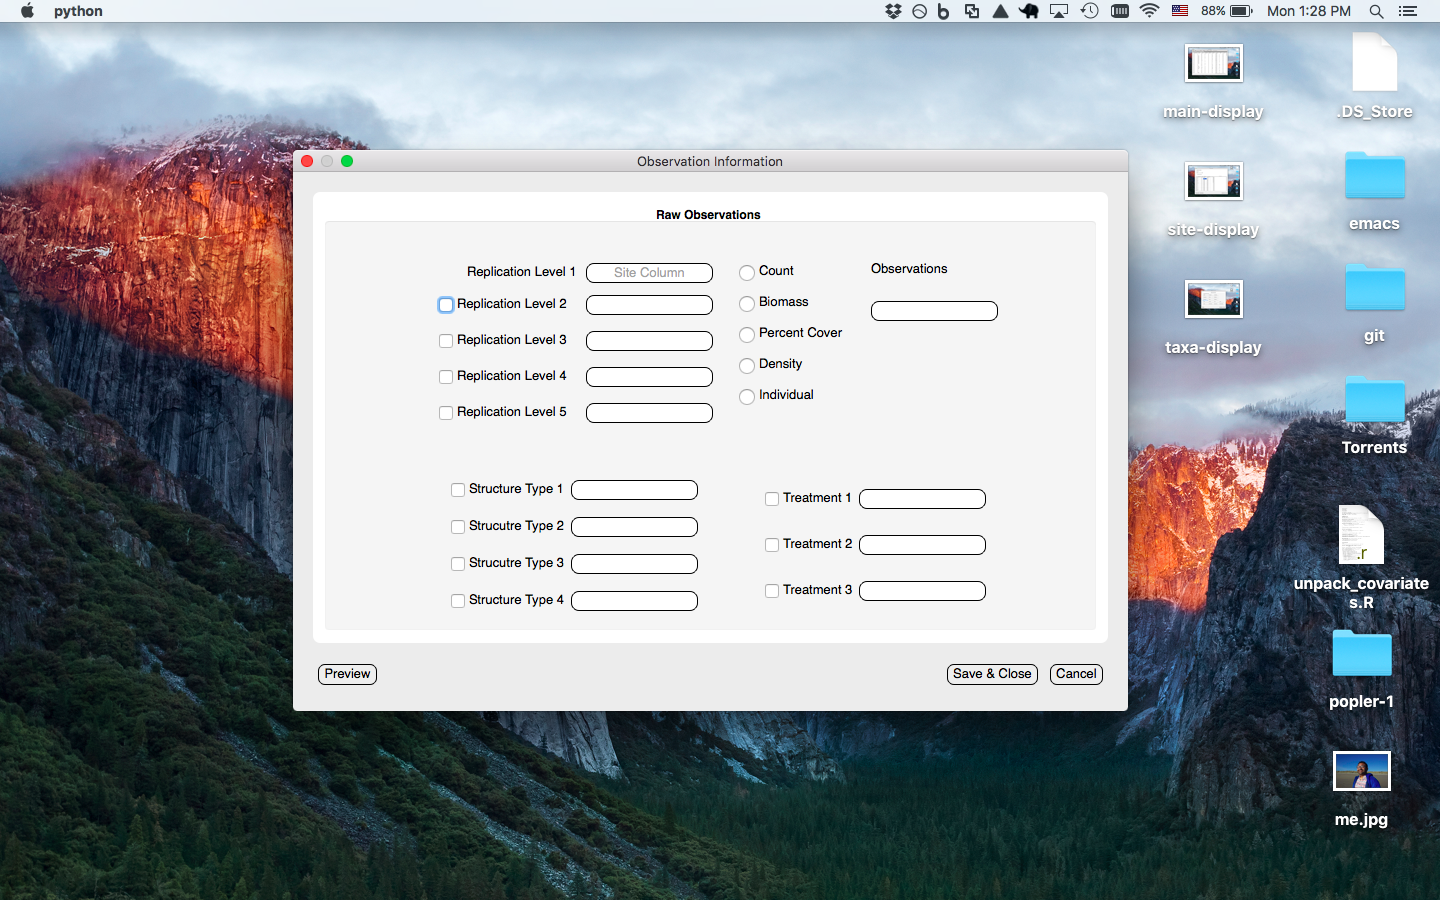 python
88%
Mon 1:28 PM
main-display
.DS_Store
site-display
emacs
taxa-display
git
Torrents
.r
unpack_covariate
s.R
popler-1
me.jpg
Observation Information
Raw Observations
Replication Level 1
Site Column
Replication Level 2
Replication Level 3
Replication Level 4
Replication Level 5
Count
Biomass
Percent Cover
Density
Individual
Observations
Structure Type 1
Strucutre Type 2
Strucutre Type 3
Structure Type 4
Treatment 1
Treatment 2
Treatment 3
Preview
Save & Close
Cancel